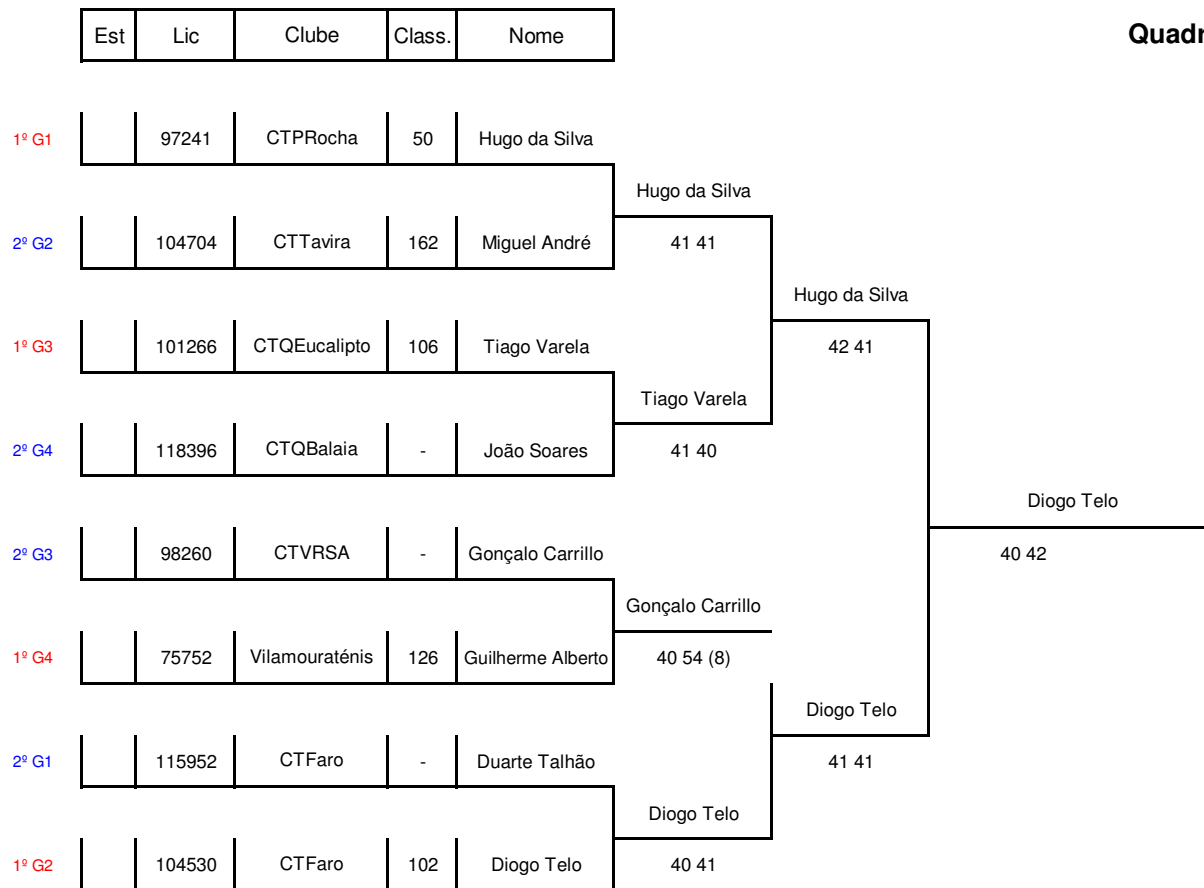 Est Lic Clube Class. Nome
Quadr
1º G1 97241 CTPRocha 50 Hugo da Silva
Hugo da Silva
2º G2 104704 CTTavira 162 Miguel André 41 41
Hugo da Silva
1º G3 101266 CTQEucalipto 106 Tiago Varela 42 41
Tiago Varela
2º G4 118396 CTQBalaia - João Soares 41 40
Diogo Telo
2º G3 98260 CTVRSA - Gonçalo Carrillo 40 42
Gonçalo Carrillo
1º G4 75752 Vilamouraténis 126 Guilherme Alberto 40 54 (8)
Diogo Telo
2º G1 115952 CTFaro - Duarte Talhão 41 41
Diogo Telo
1º G2 104530 CTFaro 102 Diogo Telo 40 41